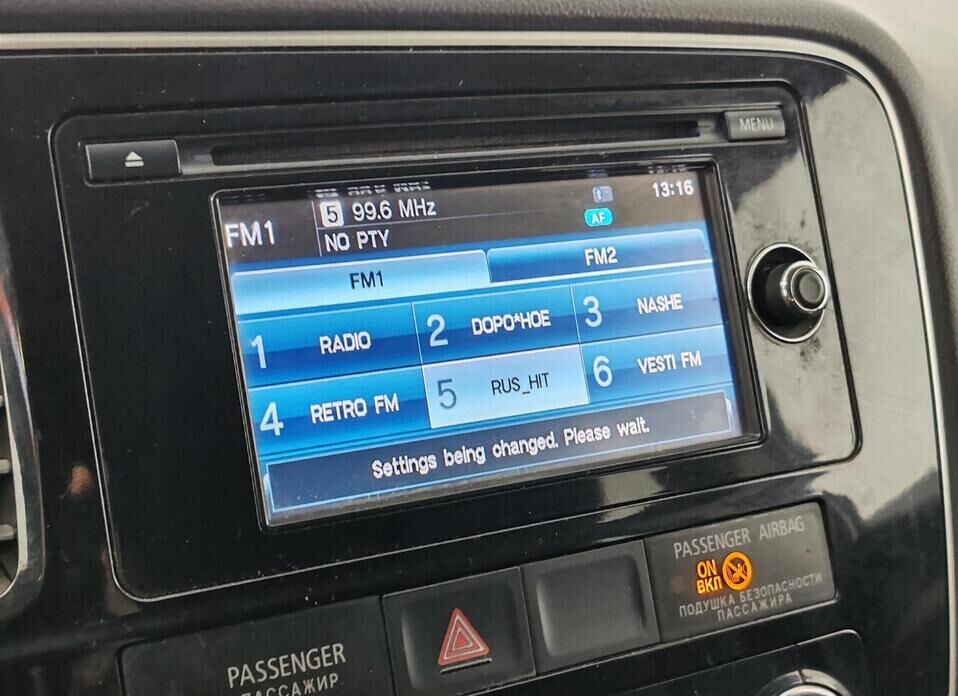 MENU
FM1
5 99.6 MHz
13:16
AF
NO PTY
FM1
FM2
1 RADIO
2 DOPO*HOE
3 NASHE
4 RETRO FM
5 RUS_HIT
6 VESTI FM
Settings being changed. Please wait.
PASSENGER AIRBAG
ON
ВКЛ
ПОДУШКА БЕЗОПАСНОСТИ
ПАССАЖИРА
PASSENGER
ПАССАЖИР